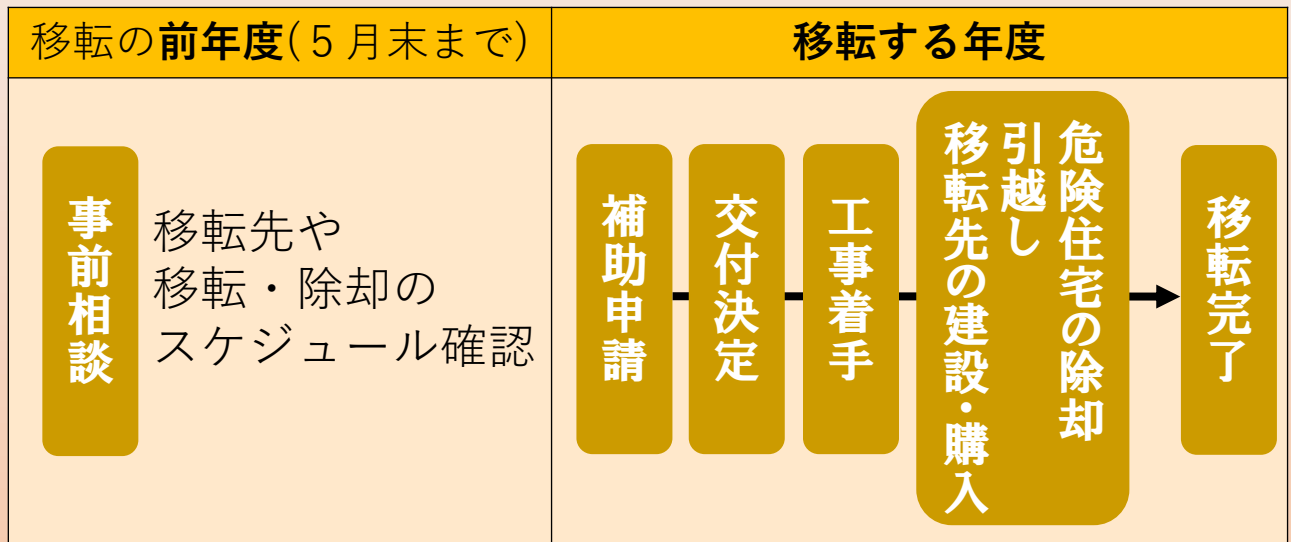 移転の前年度(５月末まで)
移転する年度
事前相談
移転先や
移転・除却の
スケジュール確認
補助申請
交付決定
工事着手
危険住宅の除却
引越し
移転先の建設・購入
移転完了